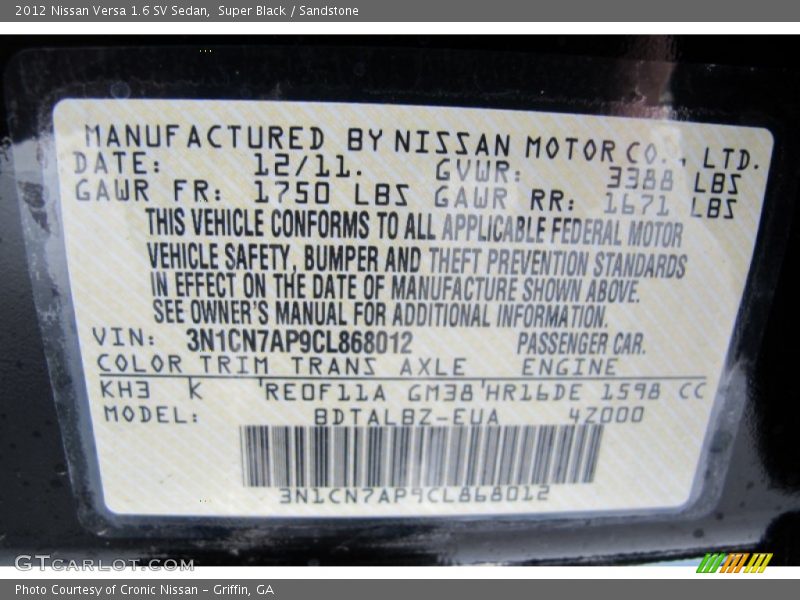 2012 Nissan Versa 1.6 SV Sedan, Super Black / Sandstone
MANUFACTURED BY NISSAN MOTOR CO., LTD.
DATE: 12/11. GVWR: 3388 LBS
GAWR FR: 1750 LBS GAWR RR: 1671 LBS
THIS VEHICLE CONFORMS TO ALL APPLICABLE FEDERAL MOTOR
VEHICLE SAFETY, BUMPER AND THEFT PREVENTION STANDARDS
IN EFFECT ON THE DATE OF MANUFACTURE SHOWN ABOVE.
SEE OWNER'S MANUAL FOR ADDITIONAL INFORMATION.
VIN: 3N1CN7AP9CL868012 PASSENGER CAR.
COLOR TRIM TRANS AXLE ENGINE
KH3 K 'RE0F11A GM38'HR16DE 1598 CC
MODEL: BDTALBZ-EUA 4Z000
3N1CN7AP9CL868012
GTCARLOT.COM
Photo Courtesy of Cronic Nissan - Griffin, GA